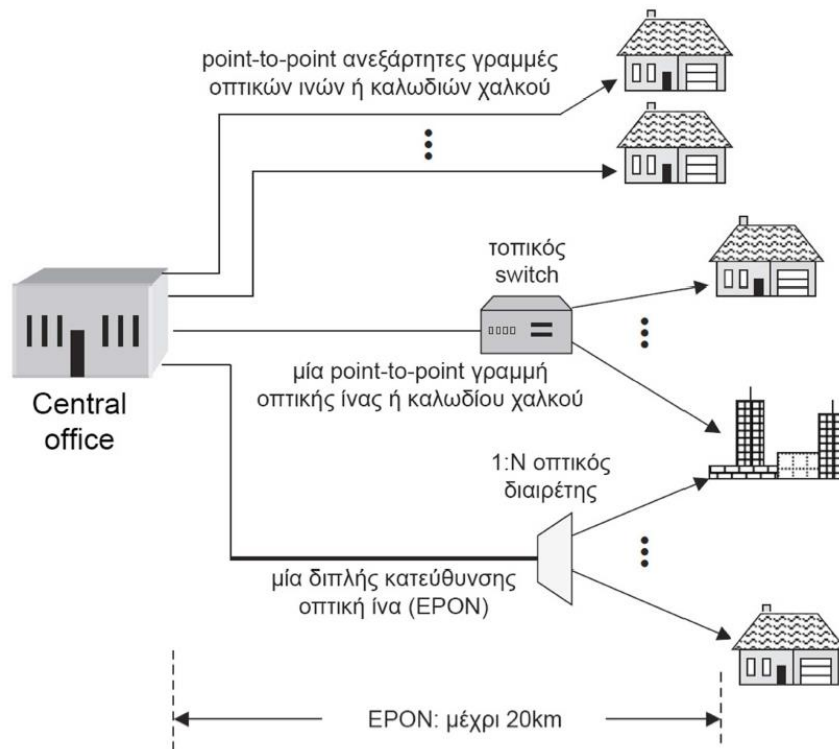 point-to-point ανεξάρτητες γραμμές
οπτικών ινών ή καλωδιών χαλκού
τοπικός
switch
μία point-to-point γραμμή
οπτικής ίνας ή καλωδίου χαλκού
Central
office
1:N οπτικός
διαιρέτης
μία διπλής κατεύθυνσης
οπτική ίνα (EPON)
EPON: μέχρι 20km